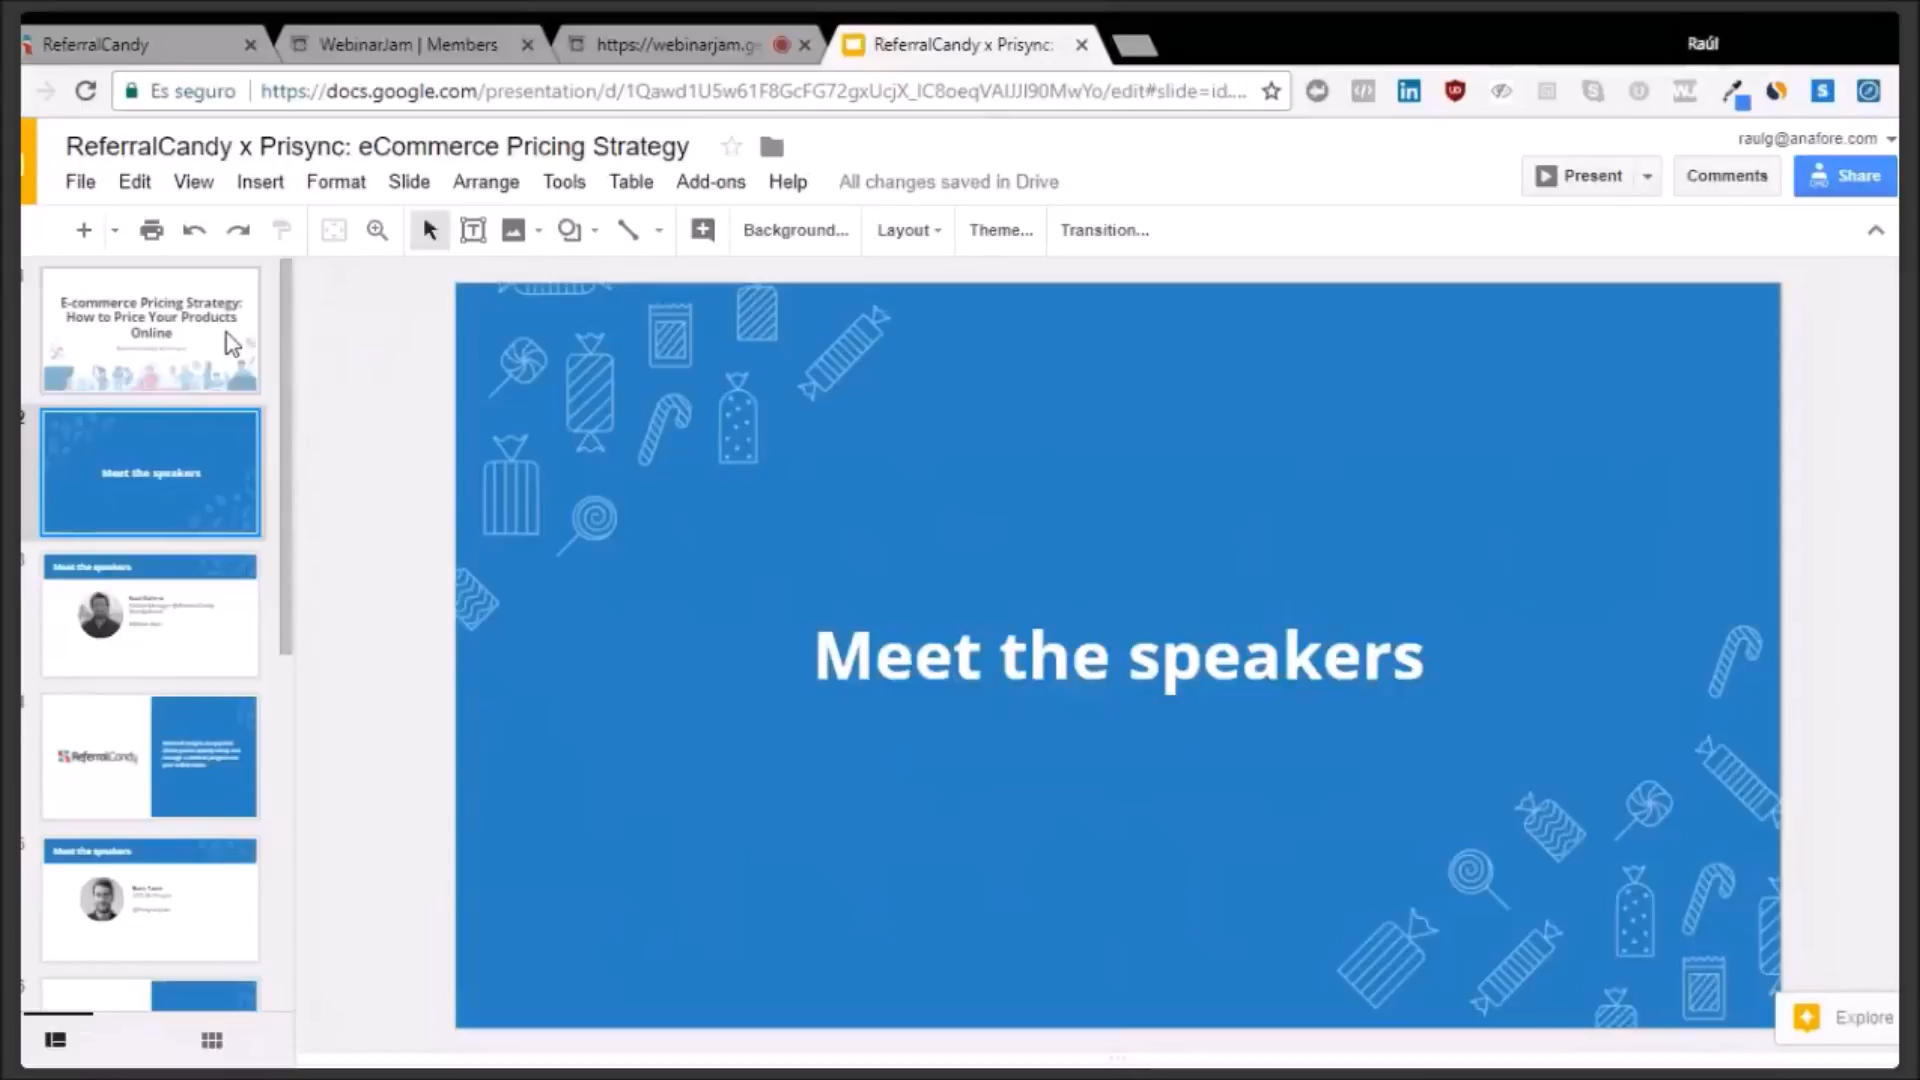 ReferralCandy
WebinarJam | Members
https://webinarjam.ge
ReferralCandy x Prisync:
Raúl
Es seguro
https://docs.google.com/presentation/d/1Qawd1U5w61F8GcFG72gxUcjX_IC8oeqVAIJJI90MwYo/edit#slide=id....
ReferralCandy x Prisync: eCommerce Pricing Strategy
raulg@anafore.com
File Edit View Insert Format Slide Arrange Tools Table Add-ons Help All changes saved in Drive
Present
Comments
Share
Background...
Layout
Theme...
Transition...
E-commerce Pricing Strategy:
How to Price Your Products
Online
Meet the speakers
Meet the speakers
ReferralCandy
Meet the speakers
Meet the speakers
Explore